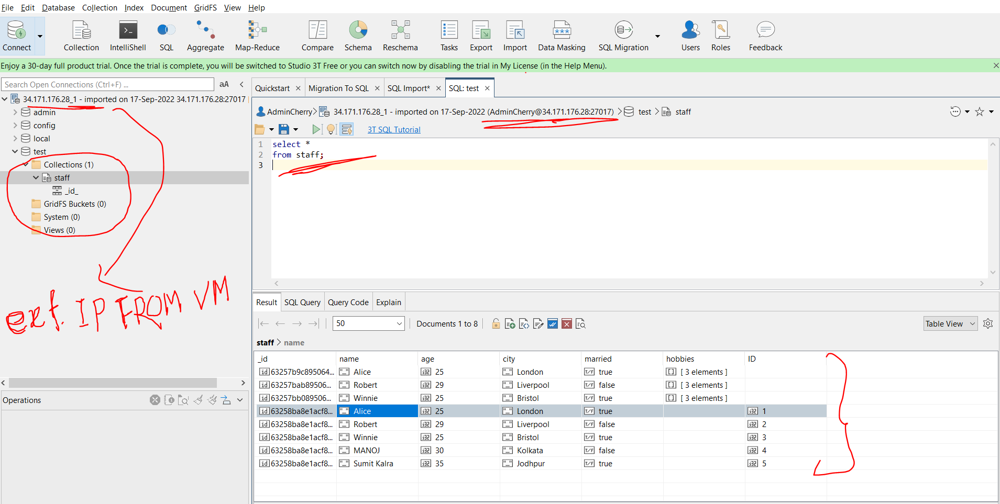 File Edit Database Collection Index Document GridFS View Help
Connect Collection IntelliShell SQL Aggregate Map-Reduce Compare Schema Reschema Tasks Export Import Data Masking SQL Migration Users Roles Feedback
Enjoy a 30-day full product trial. Once the trial is complete, you will be switched to Studio 3T Free or you can switch now by disabling the trial in My License (in the Help Menu).
Search Open Connections (Ctrl+F) ... aA
34.171.176.28_1 - imported on 17-Sep-2022 34.171.176.28:27017
admin
config
local
test
Collections (1)
staff
_id_
GridFS Buckets (0)
System (0)
Views (0)
ext. IP FROM VM
Operations
Quickstart Migration To SQL SQL Import* SQL: test
AdminCherry 34.171.176.28_1 - imported on 17-Sep-2022 (AdminCherry@34.171.176.28:27017) test staff
3T SQL Tutorial
1 select *
2 from staff;
3
Result SQL Query Query Code Explain
50 Documents 1 to 8 Table View
staff > name
_id name age city married hobbies ID
63257b9c895064... Alice 25 London true [ 3 elements ]
63257bab89506... Robert 29 Liverpool false [ 3 elements ]
63257bb089506... Winnie 25 Bristol true [ 3 elements ]
63258ba8e1acf8... Alice 25 London true 1
63258ba8e1acf8... Robert 29 Liverpool false 2
63258ba8e1acf8... Winnie 25 Bristol true 3
63258ba8e1acf8... MANOJ 30 Kolkata false 4
63258ba8e1acf8... Sumit Kalra 35 Jodhpur true 5